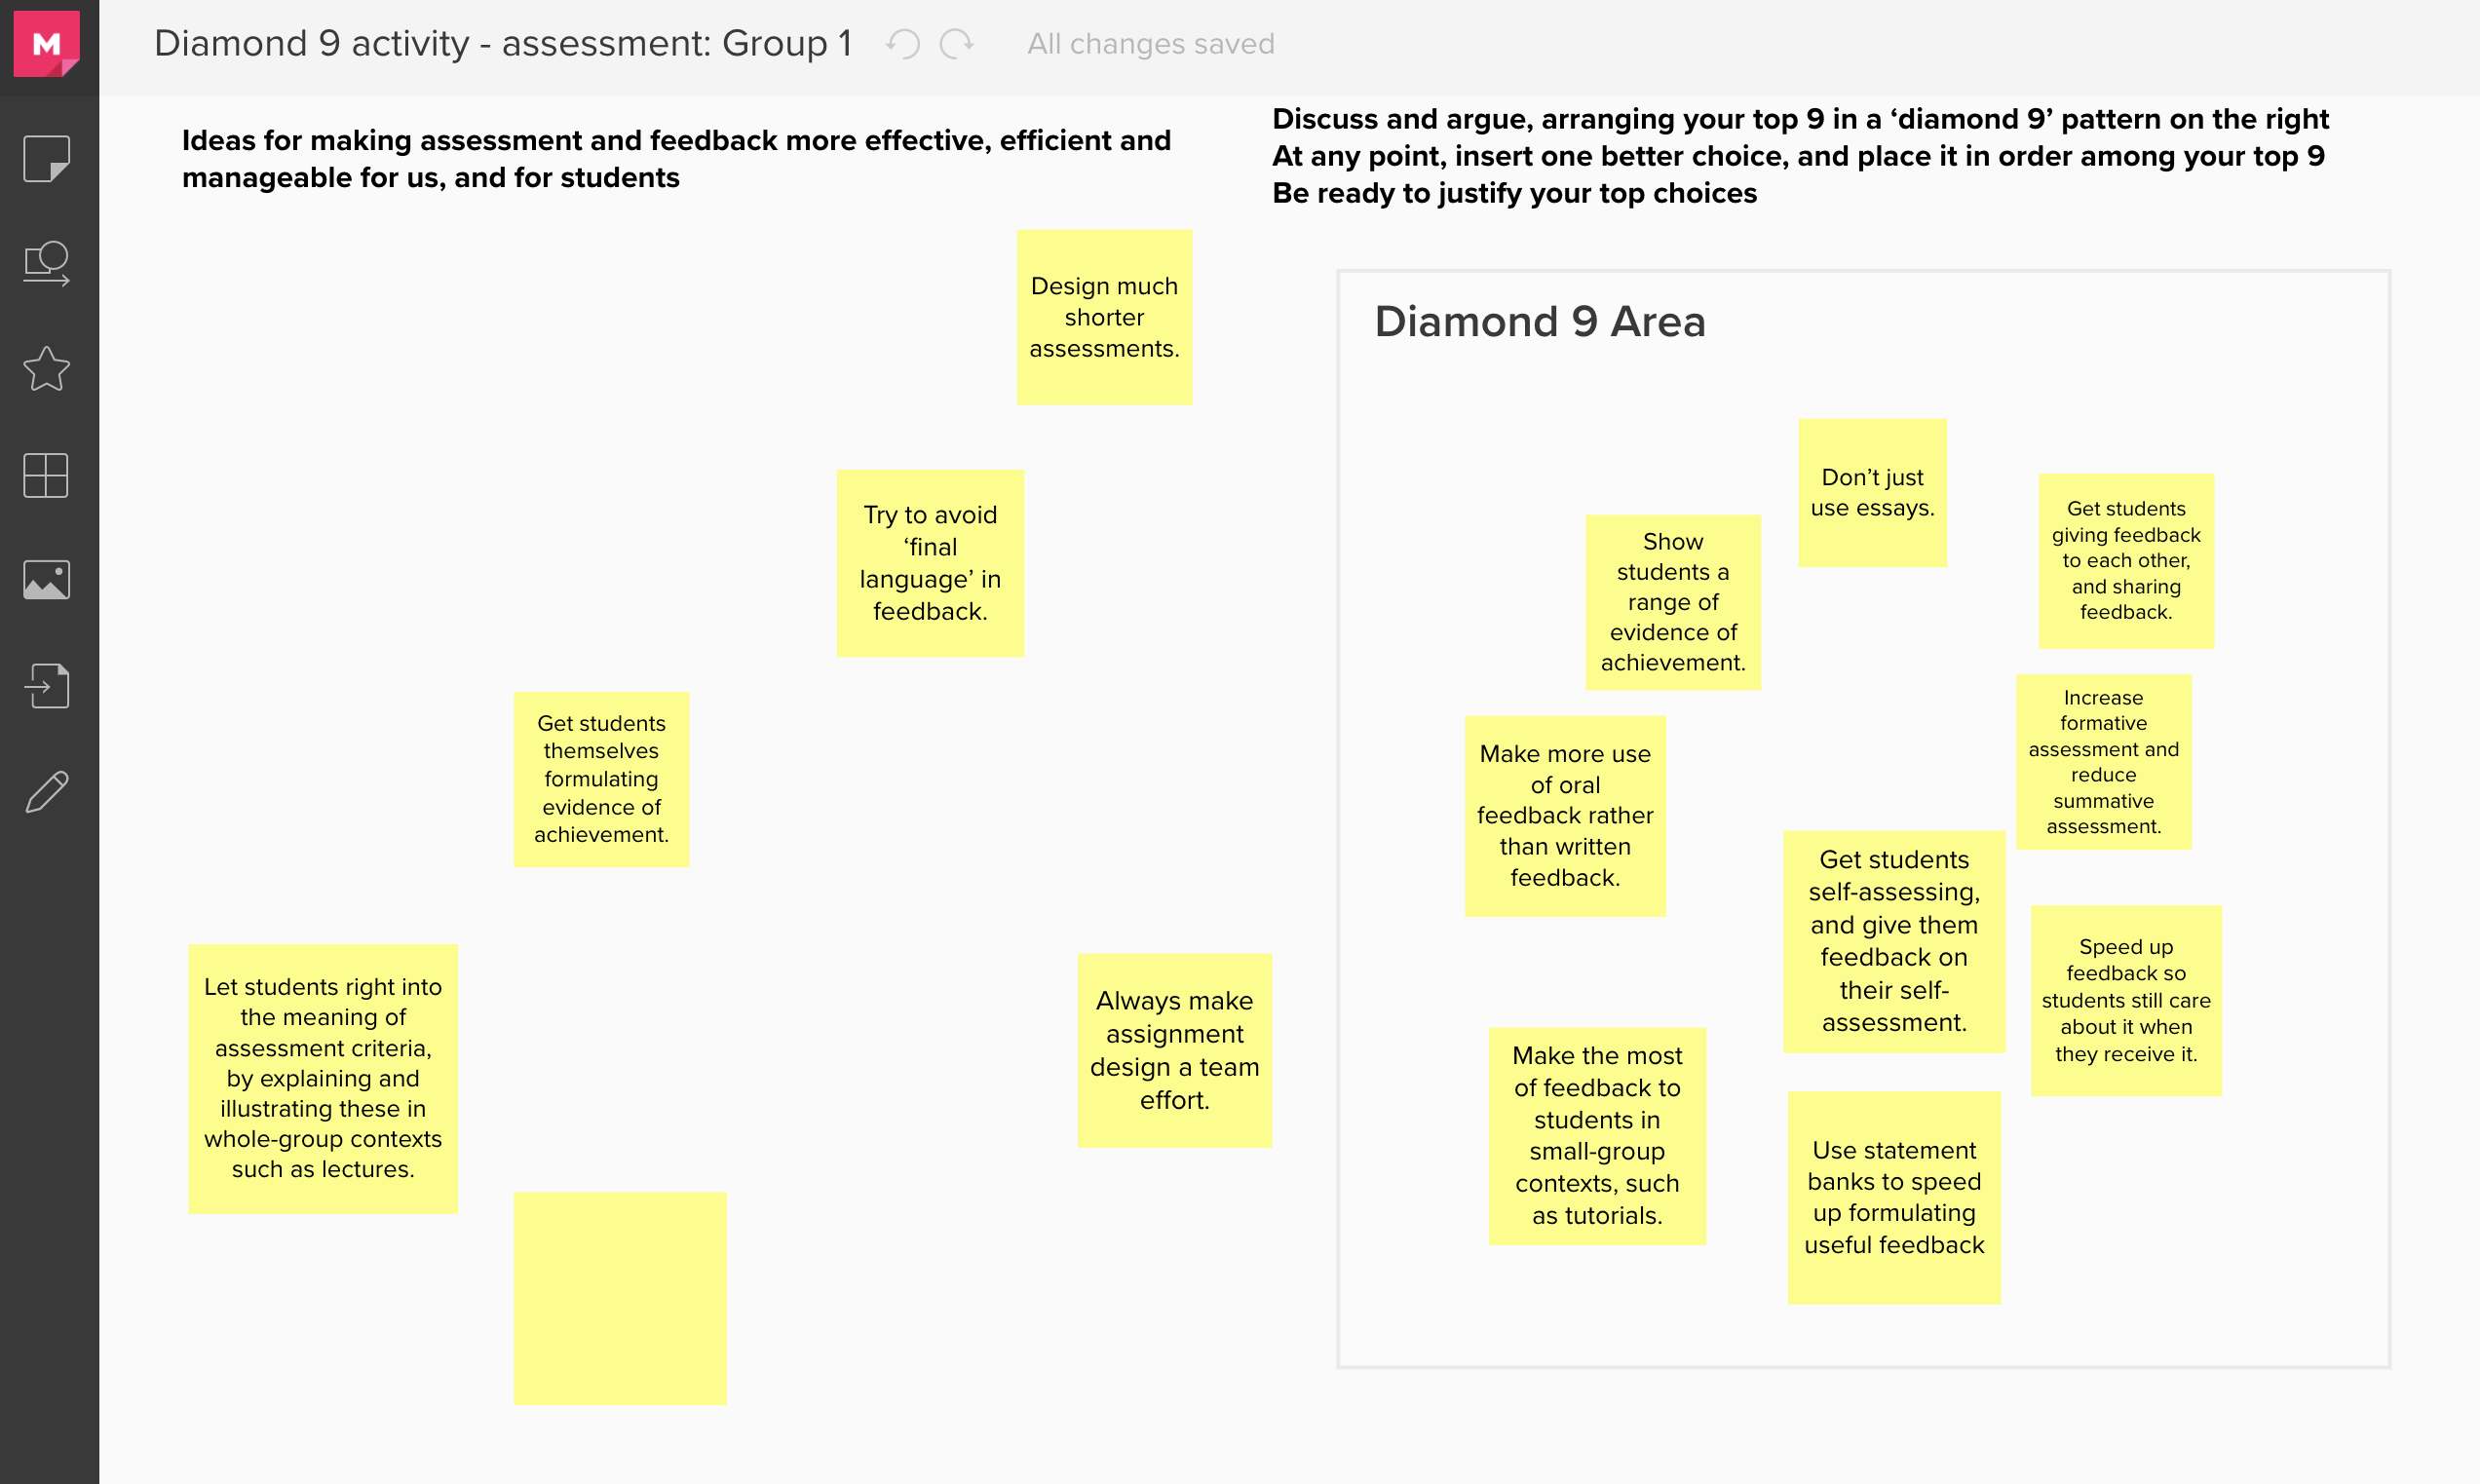 M
Diamond 9 activity - assessment: Group 1
All changes saved
Ideas for making assessment and feedback more effective, efficient and
manageable for us, and for students
Discuss and argue, arranging your top 9 in a ‘diamond 9’ pattern on the right
At any point, insert one better choice, and place it in order among your top 9
Be ready to justify your top choices
Design much
shorter
assessments.
Try to avoid
‘final
language’ in
feedback.
Get students
themselves
formulating
evidence of
achievement.
Let students right into
the meaning of
assessment criteria,
by explaining and
illustrating these in
whole-group contexts
such as lectures.
Always make
assignment
design a team
effort.
Diamond 9 Area
Don’t just
use essays.
Get students
giving feedback
to each other,
and sharing
feedback.
Show
students a
range of
evidence of
achievement.
Increase
formative
assessment and
reduce
summative
assessment.
Make more use
of oral
feedback rather
than written
feedback.
Get students
self-assessing,
and give them
feedback on
their self-
assessment.
Speed up
feedback so
students still care
about it when
they receive it.
Make the most
of feedback to
students in
small-group
contexts, such
as tutorials.
Use statement
banks to speed
up formulating
useful feedback